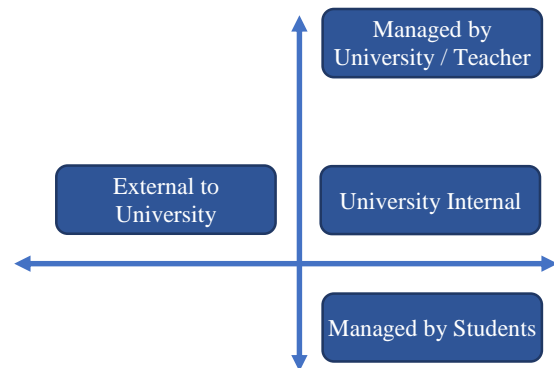 Managed by
University / Teacher
External to
University
University Internal
Managed by Students